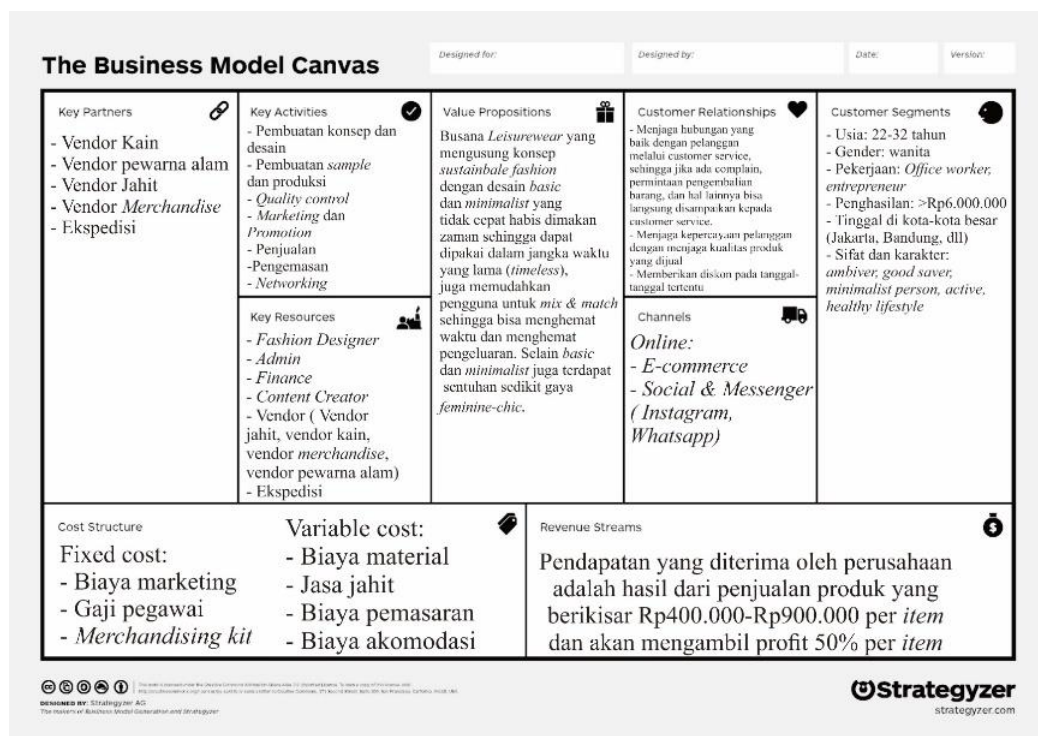 The Business Model Canvas
Designed for:
Designed by:
Date:
Version:
Key Partners
- Vendor Kain
- Vendor pewarna alam
- Vendor Jahit
- Vendor Merchandise
- Ekspedisi
Key Activities
- Pembuatan konsep dan
desain
- Pembuatan sample
dan produksi
- Quality control
- Marketing dan
Promotion
- Penjualan
-Pengemasan
- Networking
Key Resources
- Fashion Designer
- Admin
- Finance
- Content Creator
- Vendor ( Vendor
jahit, vendor kain,
vendor merchandise,
vendor pewarna alam)
- Ekspedisi
Value Propositions
Busana Leisurewear yang
mengusung konsep
sustainbale fashion
dengan desain basic
dan minimalist yang
tidak cepat habis dimakan
zaman sehingga dapat
dipakai dalam jangka waktu
yang lama (timeless),
juga memudahkan
pengguna untuk mix & match
sehingga bisa menghemat
waktu dan menghemat
pengeluaran. Selain basic
dan minimalist juga terdapat
sentuhan sedikit gaya
feminine-chic.
Customer Relationships
- Menjaga hubungan yang
baik dengan pelanggan
melalui customer service,
sehingga jika ada complain,
permintaan pengembalian
barang, dan hal lainnya bisa
langsung disampaikan kepada
customer service.
- Menjaga kepercayaan pelanggan
dengan menjaga kualitas produk
yang dijual
- Memberikan diskon pada tanggal-
tanggal tertentu
Channels
Online:
- E-commerce
- Social & Messenger
( Instagram,
Whatsapp)
Customer Segments
- Usia: 22-32 tahun
- Gender: wanita
- Pekerjaan: Office worker,
entrepreneur
- Penghasilan: >Rp6.000.000
- Tinggal di kota-kota besar
(Jakarta, Bandung, dll)
- Sifat dan karakter:
ambiver, good saver,
minimalist person, active,
healthy lifestyle
Cost Structure
Fixed cost:
- Biaya marketing
- Gaji pegawai
- Merchandising kit
Variable cost:
- Biaya material
- Jasa jahit
- Biaya pemasaran
- Biaya akomodasi
Revenue Streams
Pendapatan yang diterima oleh perusahaan
adalah hasil dari penjualan produk yang
berikisar Rp400.000-Rp900.000 per item
dan akan mengambil profit 50% per item
DESIGNED BY: Strategyzer AG
The makers of Business Model Generation and Strategyzer
Strategyzer
strategyzer.com